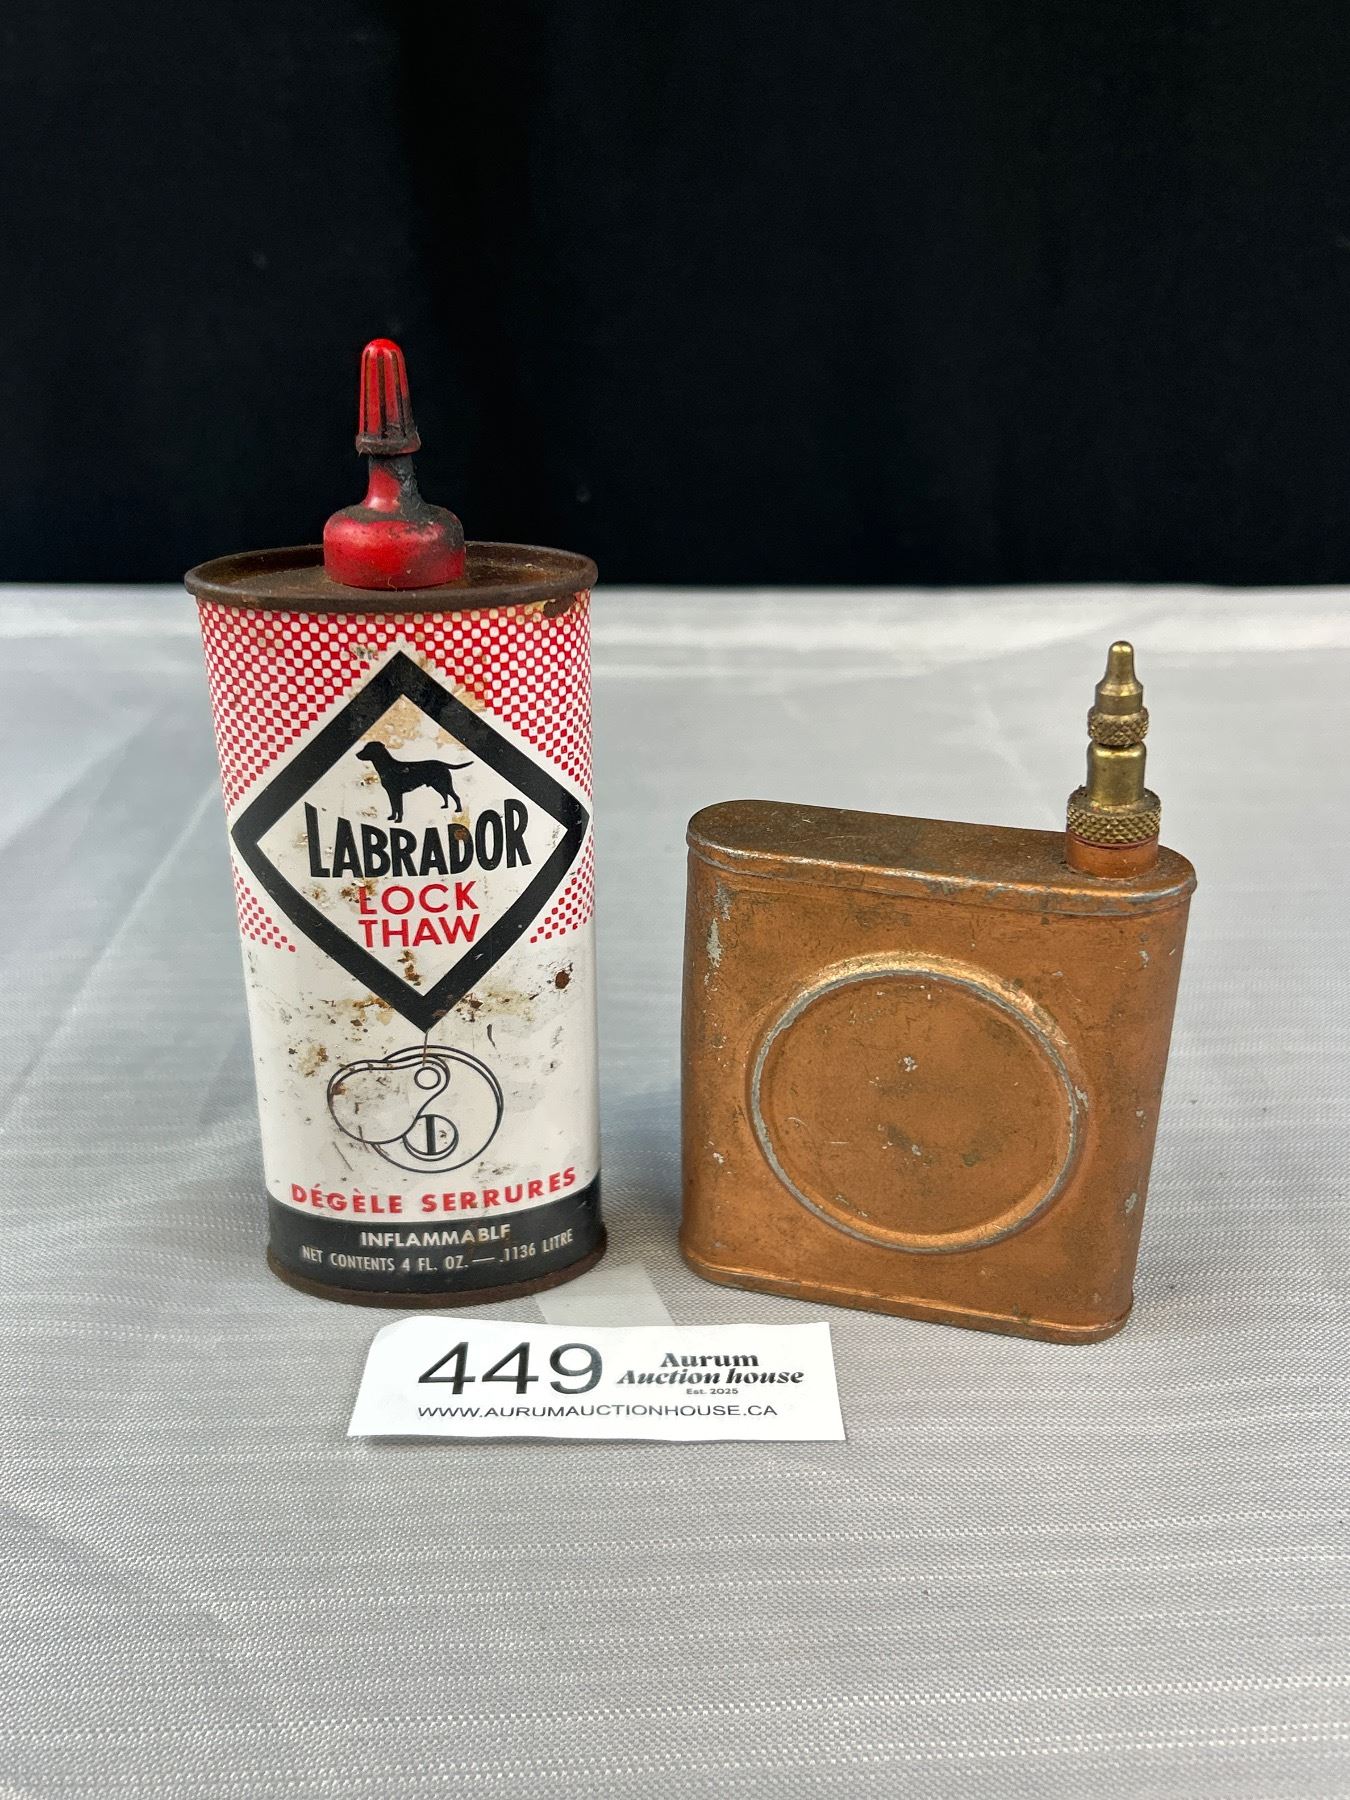 LABRADOR
LOCK
THAW
DÉGÈLE SERRURES
INFLAMMABLE
NET CONTENTS 4 FL. OZ. — .1136 LITRE
449
Aurum
Auction house
Est. 2025
WWW.AURUMAUCTIONHOUSE.CA